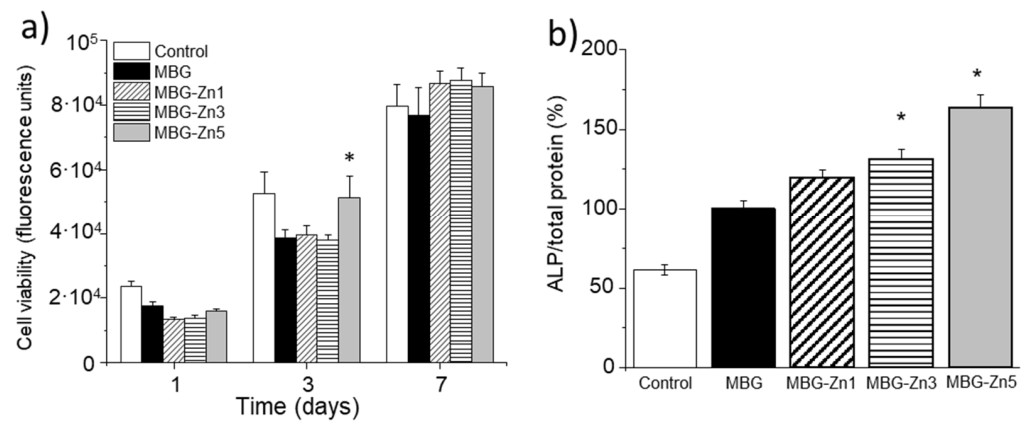 a)
Cell viability (fluorescence units)
10⁵
8·10⁴
6·10⁴
4·10⁴
2·10⁴
0
Control
MBG
MBG-Zn1
MBG-Zn3
MBG-Zn5
*
1
3
7
Time (days)
b)
ALP/total protein (%)
200
150
100
50
0
*
*
Control
MBG
MBG-Zn1
MBG-Zn3
MBG-Zn5